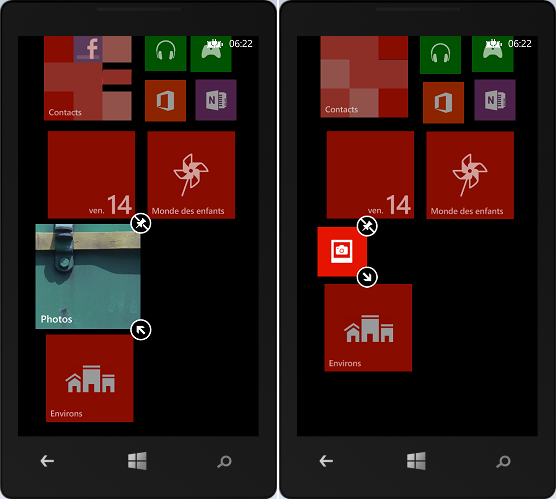 06:22
Contacts
ven. 14
Monde des enfants
Photos
Environs
06:22
Contacts
ven. 14
Monde des enfants
Environs